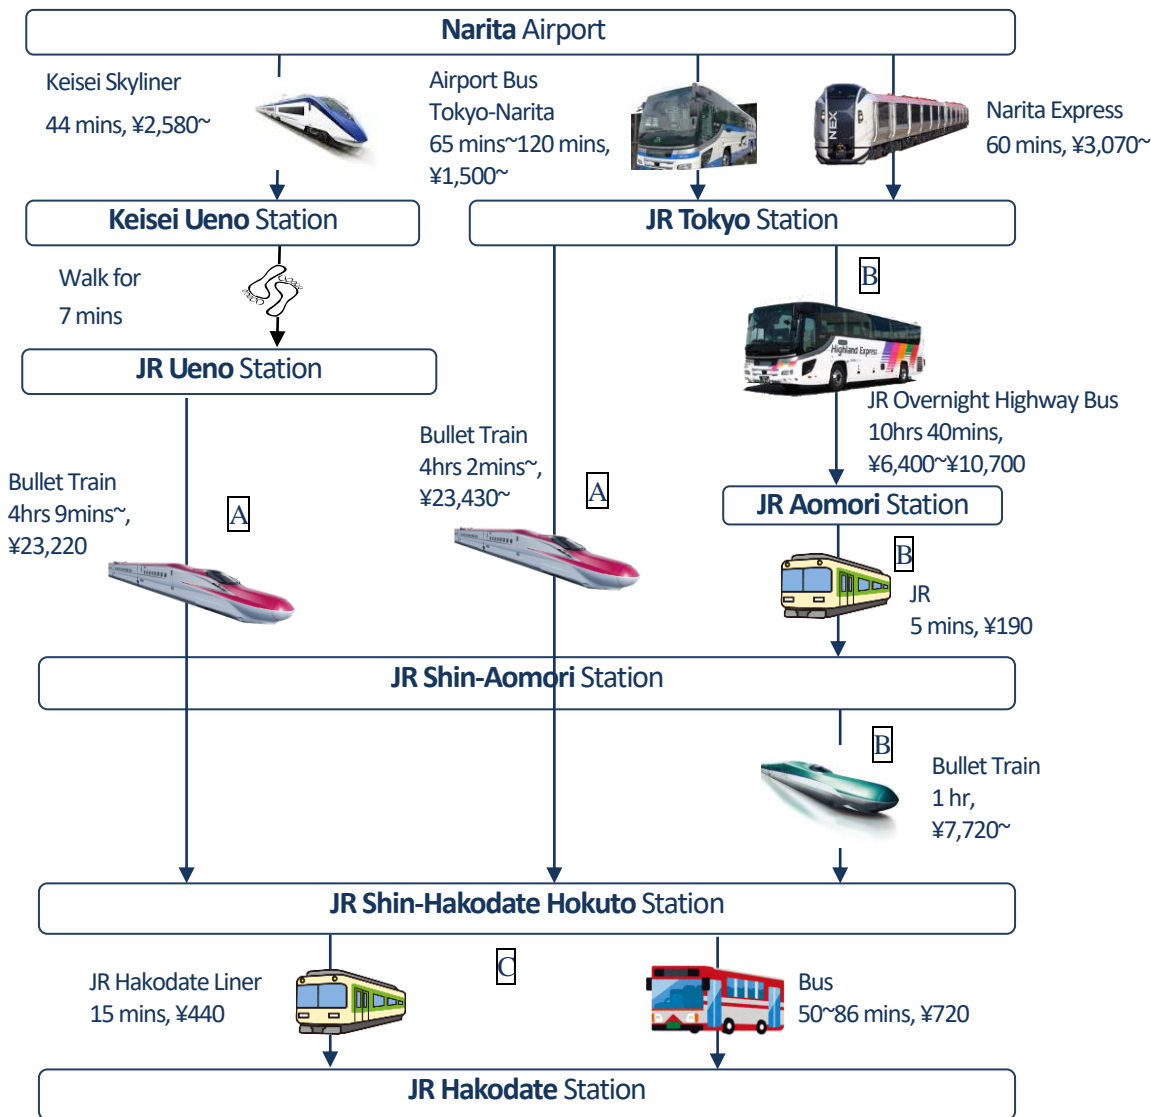 Narita Airport
Keisei Skyliner
44 mins, ¥2,580~
Airport Bus
Tokyo-Narita
65 mins~120 mins,
¥1,500~
NEX
Narita Express
60 mins, ¥3,070~
Keisei Ueno Station
JR Tokyo Station
Walk for
7 mins
B
Highland Express
JR Ueno Station
JR Overnight Highway Bus
10hrs 40mins,
¥6,400~¥10,700
Bullet Train
4hrs 2mins~,
¥23,430~
A
Bullet Train
4hrs 9mins~,
¥23,220
A
JR Aomori Station
B
JR
5 mins, ¥190
JR Shin-Aomori Station
B
Bullet Train
1 hr,
¥7,720~
JR Shin-Hakodate Hokuto Station
JR Hakodate Liner
15 mins, ¥440
C
Bus
50~86 mins, ¥720
JR Hakodate Station